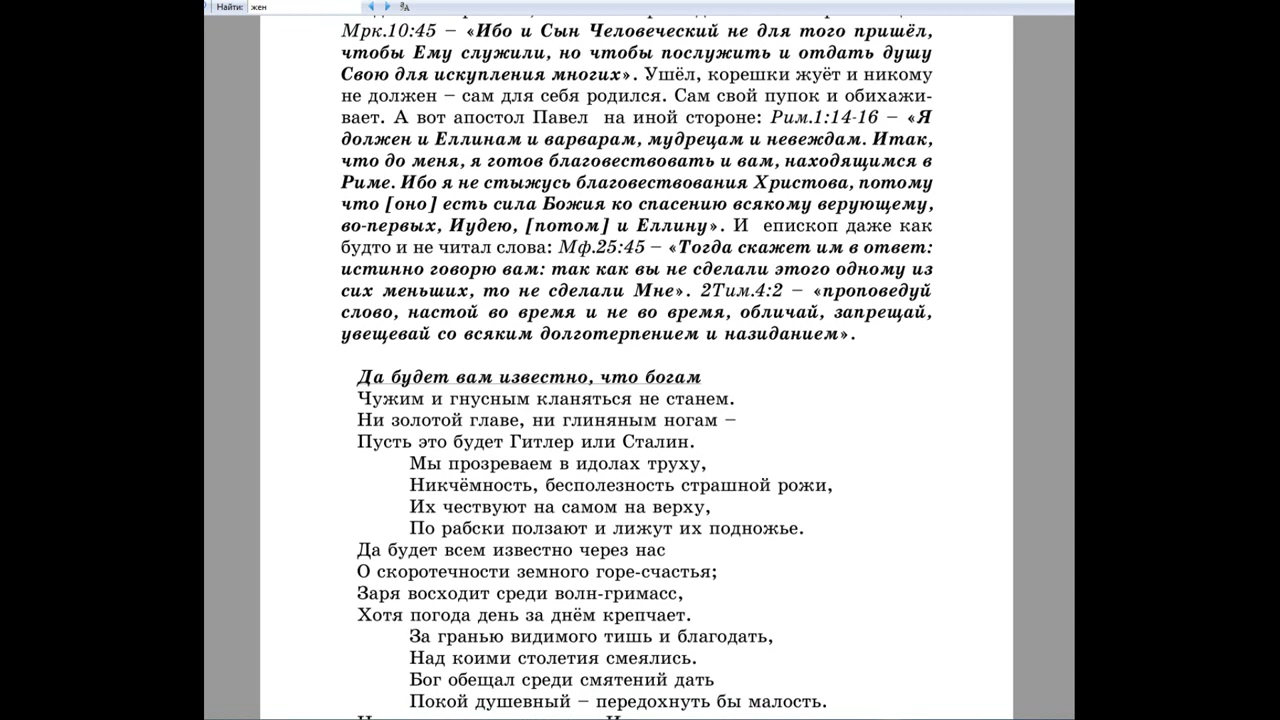 Найти: жен
Мрк.10:45 – «Ибо и Сын Человеческий не для того пришёл,
чтобы Ему служили, но чтобы послужить и отдать душу
Свою для искупления многих». Ушёл, корешки жуёт и никому
не должен – сам для себя родился. Сам свой пупок и обихажи-
вает. А вот апостол Павел на иной стороне: Рим.1:14-16 – «Я
должен и Еллинам и варварам, мудрецам и невеждам. Итак,
что до меня, я готов благовествовать и вам, находящимся в
Риме. Ибо я не стыжусь благовествования Христова, потому
что [оно] есть сила Божия ко спасению всякому верующему,
во-первых, Иудею, [потом] и Еллину». И епископ даже как
будто и не читал слова: Мф.25:45 – «Тогда скажет им в ответ:
истинно говорю вам: так как вы не сделали этого одному из
сих меньших, то не сделали Мне». 2Тим.4:2 – «проповедуй
слово, настой во время и не во время, обличай, запрещай,
увещевай со всяким долготерпением и назиданием».
Да будет вам известно, что богам
Чужим и гнусным кланяться не станем.
Ни золотой главе, ни глиняным ногам –
Пусть это будет Гитлер или Сталин.
Мы прозреваем в идолах труху,
Никчёмность, бесполезность страшной рожи,
Их чествуют на самом на верху,
По рабски ползают и лижут их подножье.
Да будет всем известно через нас
О скоротечности земного горе-счастья;
Заря восходит среди волн-гримасс,
Хотя погода день за днём крепчает.
За гранью видимого тишь и благодать,
Над коими столетия смеялись.
Бог обещал среди смятений дать
Покой душевный – передохнуть бы малость.